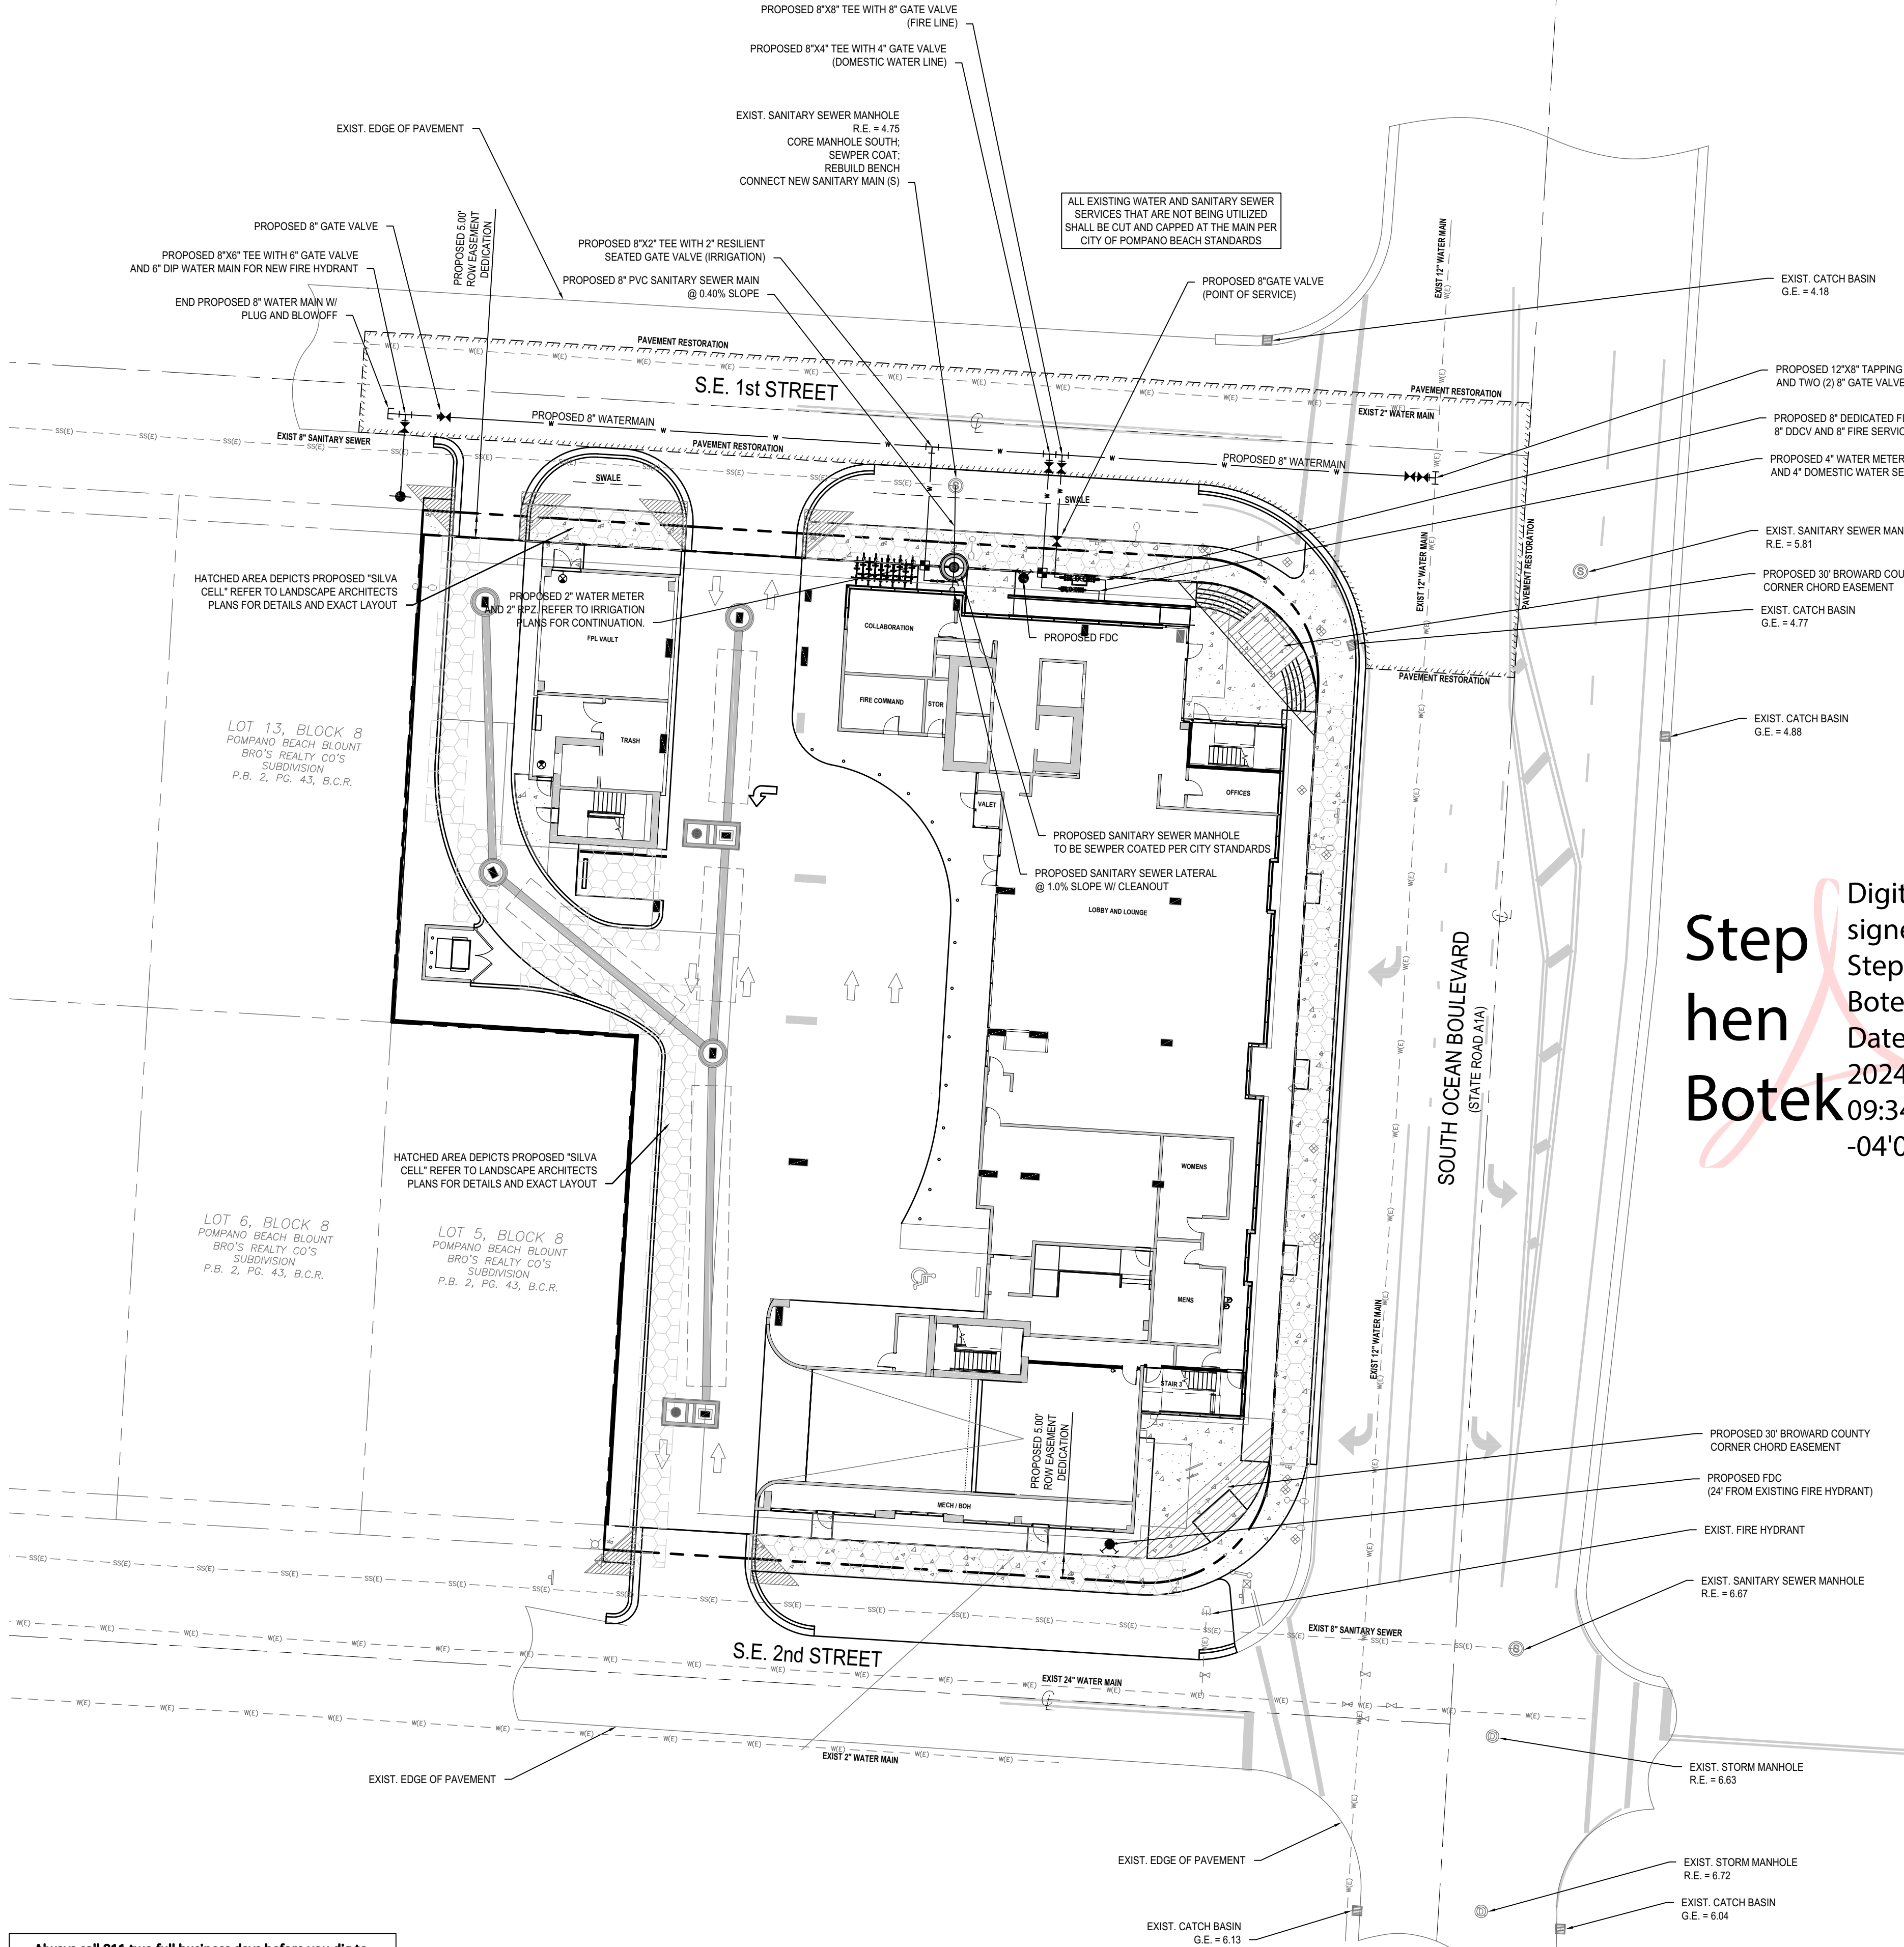 PROPOSED 8"X8" TEE WITH 8" GATE VALVE
(FIRE LINE)
PROPOSED 8"X4" TEE WITH 4" GATE VALVE
(DOMESTIC WATER LINE)
EXIST. SANITARY SEWER MANHOLE
R.E. = 4.75
CORE MANHOLE SOUTH;
SEWPER COAT;
REBUILD BENCH
CONNECT NEW SANITARY MAIN (S)
EXIST. EDGE OF PAVEMENT
ALL EXISTING WATER AND SANITARY SEWER
SERVICES THAT ARE NOT BEING UTILIZED
SHALL BE CUT AND CAPPED AT THE MAIN PER
CITY OF POMPANO BEACH STANDARDS
PROPOSED 8" GATE VALVE
PROPOSED 8"X6" TEE WITH 6" GATE VALVE
AND 6" DIP WATER MAIN FOR NEW FIRE HYDRANT
END PROPOSED 8" WATER MAIN W/
PLUG AND BLOWOFF
PROPOSED 5.00'
ROW EASEMENT
DEDICATION
PROPOSED 8"X2" TEE WITH 2" RESILIENT
SEATED GATE VALVE (IRRIGATION)
PROPOSED 8" PVC SANITARY SEWER MAIN
@ 0.40% SLOPE
PROPOSED 8"GATE VALVE
(POINT OF SERVICE)
EXIST 12" WATER MAIN
EXIST. CATCH BASIN
G.E. = 4.18
PAVEMENT RESTORATION
S.E. 1st STREET
PAVEMENT RESTORATION
EXIST 2" WATER MAIN
PROPOSED 12"X8" TAPPING
AND TWO (2) 8" GATE VALVE
PROPOSED 8" WATERMAIN
EXIST 8" SANITARY SEWER
PAVEMENT RESTORATION
PROPOSED 8" WATERMAIN
PROPOSED 8" DEDICATED
8" DDCV AND 8" FIRE
PROPOSED 4" WATER METER
AND 4" DOMESTIC WATER
SWALE
SWALE
EXIST. SANITARY SEWER
R.E. = 5.81
PROPOSED 30' BROWARD
CORNER CHORD EASEMENT
EXIST. CATCH BASIN
G.E. = 4.77
EXIST 12" WATER MAIN
PAVEMENT RESTORATION
PAVEMENT RESTORATION
HATCHED AREA DEPICTS PROPOSED "SILVA
CELL" REFER TO LANDSCAPE ARCHITECTS
PLANS FOR DETAILS AND EXACT LAYOUT
PROPOSED 2" WATER METER
AND 2" RPZ. REFER TO IRRIGATION
PLANS FOR CONTINUATION.
FPL VAULT
COLLABORATION
PROPOSED FDC
FIRE COMMAND
STOR
TRASH
EXIST. CATCH BASIN
G.E. = 4.88
LOT 13, BLOCK 8
POMPANO BEACH BLOUNT
BRO'S REALTY CO'S
SUBDIVISION
P.B. 2, PG. 43, B.C.R.
OFFICES
VALET
PROPOSED SANITARY SEWER MANHOLE
TO BE SEWPER COATED PER CITY STANDARDS
PROPOSED SANITARY SEWER LATERAL
@ 1.0% SLOPE W/ CLEANOUT
LOBBY AND LOUNGE
SOUTH OCEAN BOULEVARD
(STATE ROAD A1A)
Step
hen
Botek
Digit
signe
Step
Bote
Date
2024
09:34
-04'0
HATCHED AREA DEPICTS PROPOSED "SILVA
CELL" REFER TO LANDSCAPE ARCHITECTS
PLANS FOR DETAILS AND EXACT LAYOUT
WOMENS
LOT 6, BLOCK 8
POMPANO BEACH BLOUNT
BRO'S REALTY CO'S
SUBDIVISION
P.B. 2, PG. 43, B.C.R.
LOT 5, BLOCK 8
POMPANO BEACH BLOUNT
BRO'S REALTY CO'S
SUBDIVISION
P.B. 2, PG. 43, B.C.R.
MENS
EXIST 12" WATER MAIN
STAIR 3
PROPOSED 5.00'
ROW EASEMENT
DEDICATION
MECH / BOH
PROPOSED 30' BROWARD COUNTY
CORNER CHORD EASEMENT
PROPOSED FDC
(24' FROM EXISTING FIRE HYDRANT)
EXIST. FIRE HYDRANT
EXIST. SANITARY SEWER MANHOLE
R.E. = 6.67
EXIST 8" SANITARY SEWER
S.E. 2nd STREET
EXIST 24" WATER MAIN
EXIST 2" WATER MAIN
EXIST. EDGE OF PAVEMENT
EXIST. STORM MANHOLE
R.E. = 6.63
EXIST. EDGE OF PAVEMENT
EXIST. STORM MANHOLE
R.E. = 6.72
EXIST. CATCH BASIN
G.E. = 6.04
EXIST. CATCH BASIN
G.E. = 6.13
Always call 811 two full business days before you dig to